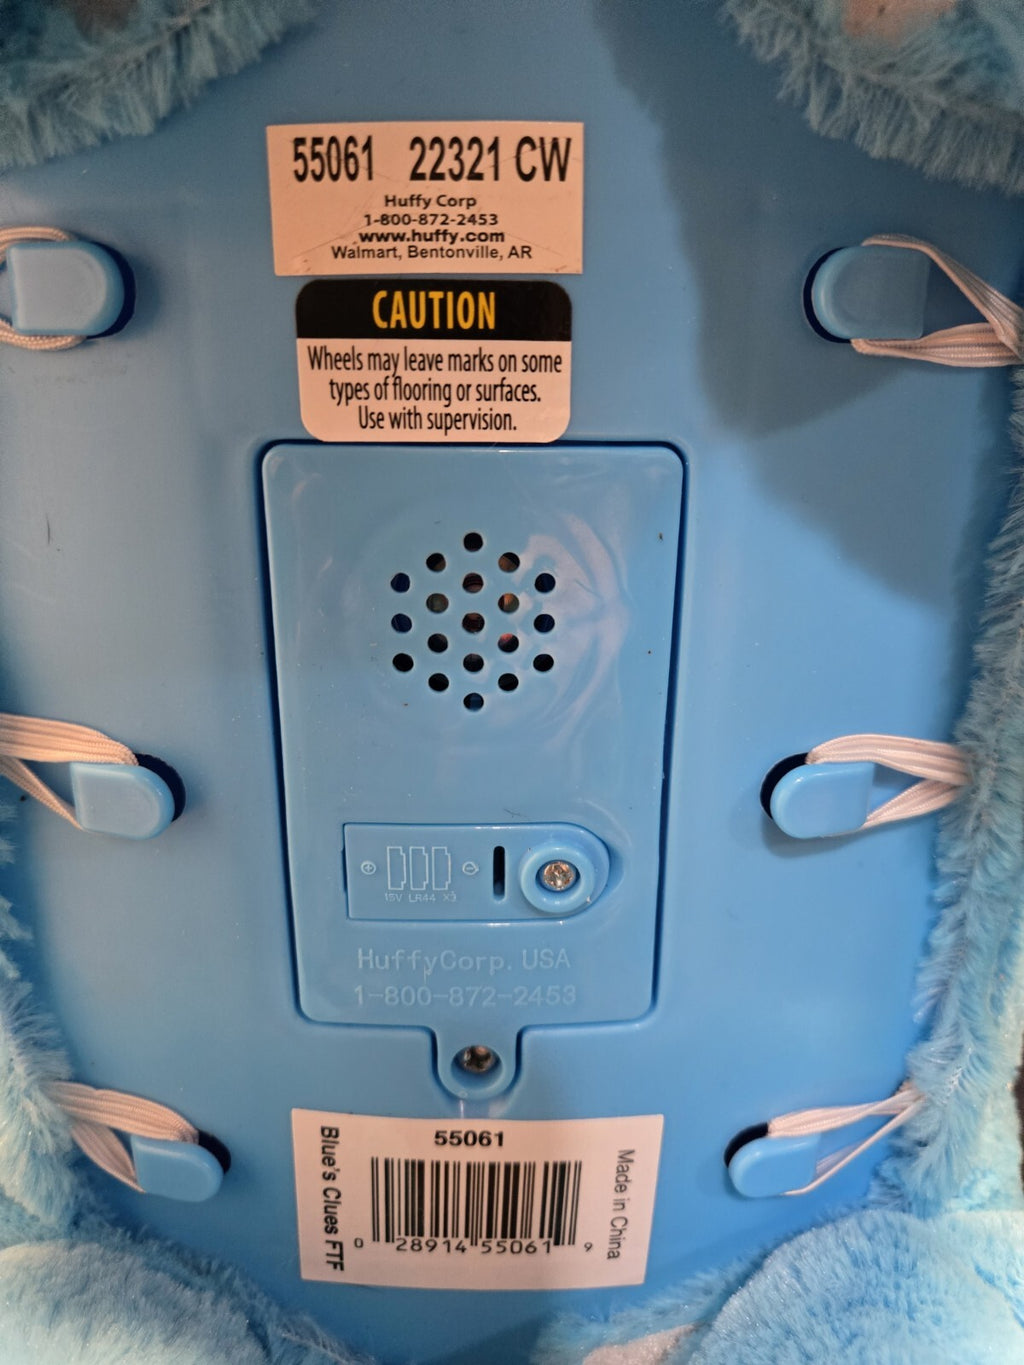 55061 22321 CW
Huffy Corp
1-800-872-2453
www.huffy.com
Walmart, Bentonville, AR
CAUTION
Wheels may leave marks on some
types of flooring or surfaces.
Use with supervision.
+ -
15V LR44 X3
HuffyCorp. USA
1-800-872-2453
55061
Blue's Clues FTF
Made in China
0 28914 55061 9